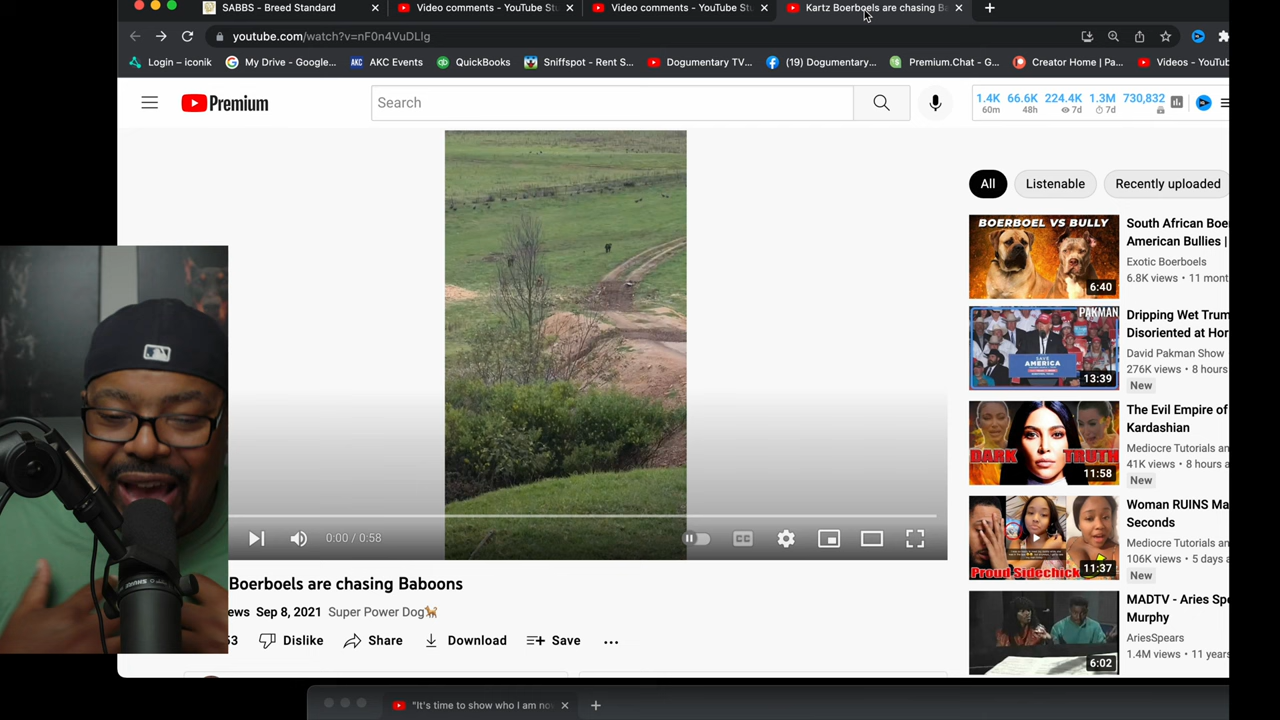 SABBS - Breed Standard
Video comments - YouTube St
Video comments - YouTube St
Kartz Boerboels are chasing Ba
youtube.com/watch?v=nF0n4VuDLIg
Login – iconik
My Drive - Google...
AKC Events
QuickBooks
Sniffspot - Rent S...
Dogumentary TV...
(19) Dogumentary...
Premium.Chat - G...
Creator Home | Pa...
Videos - YouTub
Premium
Search
1.4K 66.6K 224.4K 1.3M 730,832
60m 48h 7d 7d
All
Listenable
Recently uploaded
BOERBOEL VS BULLY
6:40
South African Boe
American Bullies |
Exotic Boerboels
6.8K views • 11 mont
PAKMAN
SAVE
AMERICA
13:39
Dripping Wet Trum
Disoriented at Hor
David Pakman Show
276K views • 8 hours
New
DARK TRUTH
11:58
The Evil Empire of
Kardashian
Mediocre Tutorials an
41K views • 8 hours a
New
Proud Sidechick
11:37
Woman RUINS Ma
Seconds
Mediocre Tutorials an
106K views • 5 days a
New
6:02
MADTV - Aries Spe
Murphy
AriesSpears
1.4M views • 11 years
0:00 / 0:58
CC
Boerboels are chasing Baboons
ews Sep 8, 2021 Super Power Dog
53
Dislike
Share
Download
Save
SHURE
"It's time to show who I am no